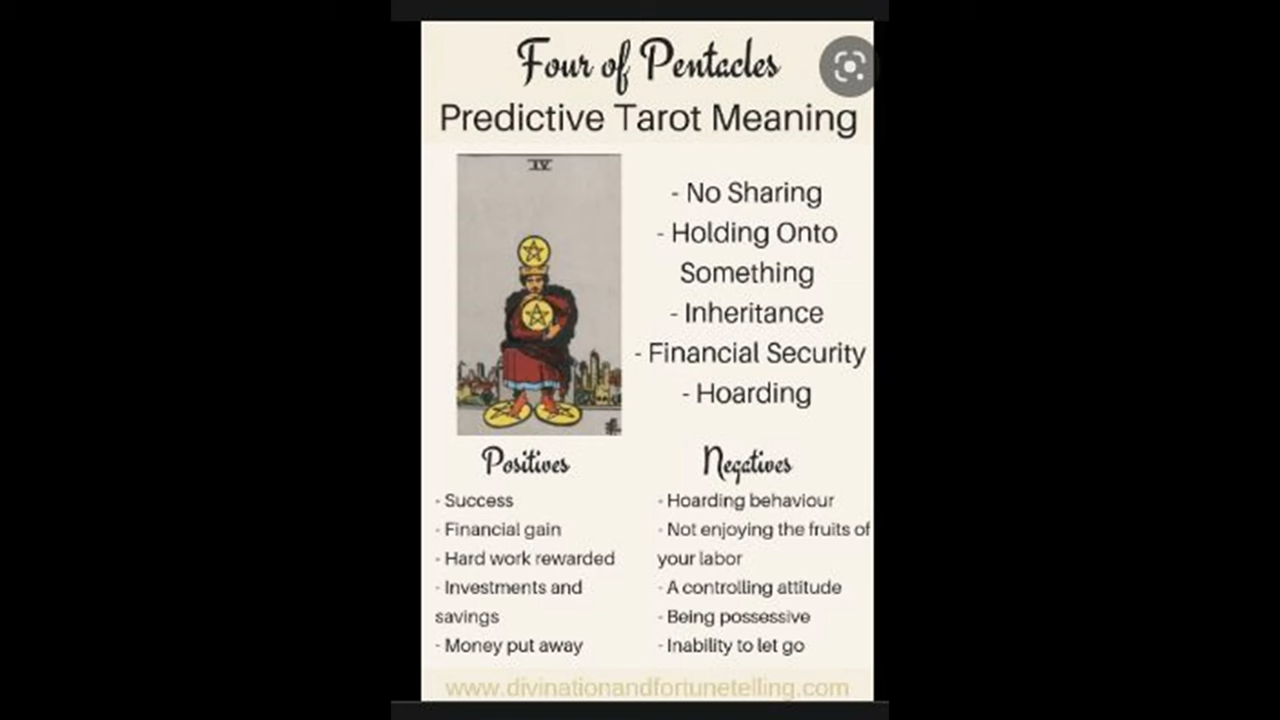 Four of Pentacles
Predictive Tarot Meaning
IV
- No Sharing
- Holding Onto
Something
- Inheritance
- Financial Security
- Hoarding
Positives
- Success
- Financial gain
- Hard work rewarded
- Investments and
savings
- Money put away
Negatives
- Hoarding behaviour
- Not enjoying the fruits of
your labor
- A controlling attitude
- Being possessive
- Inability to let go
www.divinationandfortunetelling.com